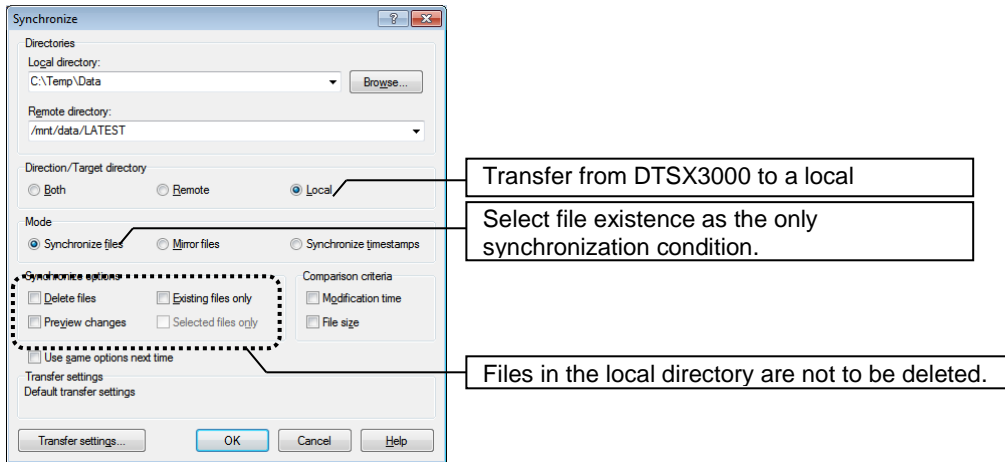 Synchronize
Directories
Local directory:
C:\Temp\Data
Browse...
Remote directory:
/mnt/data/LATEST
Direction/Target directory
Both Remote Local
Transfer from DTSX3000 to a local
Mode
Synchronize files Mirror files Synchronize timestamps
Select file existence as the only
synchronization condition.
Synchronize options Comparison criteria
Delete files Existing files only Modification time
Preview changes Selected files only File size
Use same options next time
Files in the local directory are not to be deleted.
Transfer settings
Default transfer settings
Transfer settings... OK Cancel Help